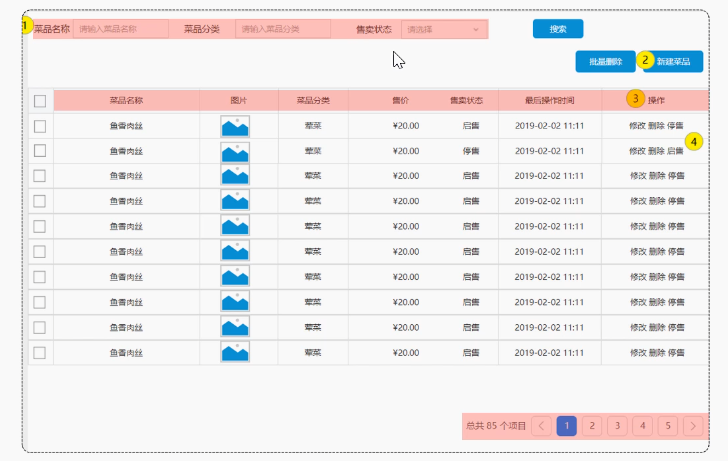 1 菜品名称 请输入菜品名称 菜品分类 请输入菜品分类 售卖状态 请选择 搜索
批量删除 2 新建菜品
菜品名称 图片 菜品分类 售价 售卖状态 最后操作时间 3 操作
鱼香肉丝 荤菜 ¥20.00 启售 2019-02-02 11:11 修改 删除 停售
4
鱼香肉丝 荤菜 ¥20.00 停售 2019-02-02 11:11 修改 删除 启售
鱼香肉丝 荤菜 ¥20.00 启售 2019-02-02 11:11 修改 删除 停售
鱼香肉丝 荤菜 ¥20.00 启售 2019-02-02 11:11 修改 删除 停售
鱼香肉丝 荤菜 ¥20.00 启售 2019-02-02 11:11 修改 删除 停售
鱼香肉丝 荤菜 ¥20.00 启售 2019-02-02 11:11 修改 删除 停售
鱼香肉丝 荤菜 ¥20.00 启售 2019-02-02 11:11 修改 删除 停售
鱼香肉丝 荤菜 ¥20.00 启售 2019-02-02 11:11 修改 删除 停售
鱼香肉丝 荤菜 ¥20.00 启售 2019-02-02 11:11 修改 删除 停售
鱼香肉丝 荤菜 ¥20.00 启售 2019-02-02 11:11 修改 删除 停售
总共 85 个项目 < 1 2 3 4 5 >